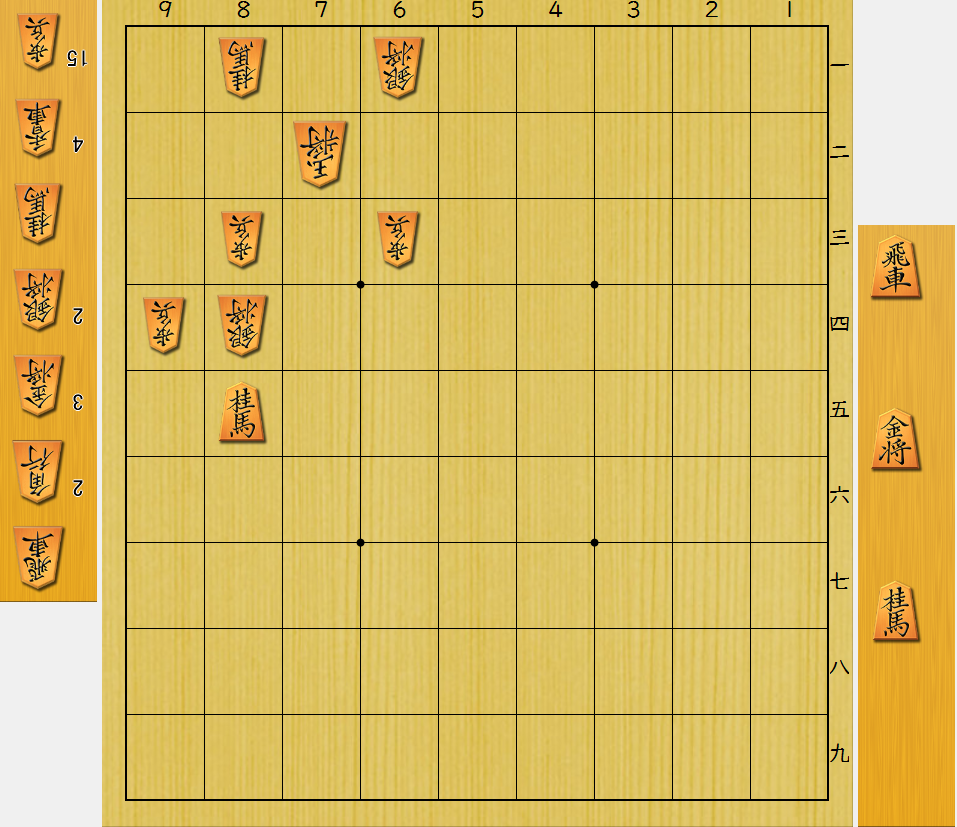 9 8 7 6 5 4 3 2 1
歩兵 15
香車 4
桂馬
銀将 2
金将 3
角行 2
飛車
桂馬 銀将 一
玉将 二
歩兵 歩兵 三
歩兵 銀将 四
桂馬 五
六
七
八
九
飛車
金将
桂馬